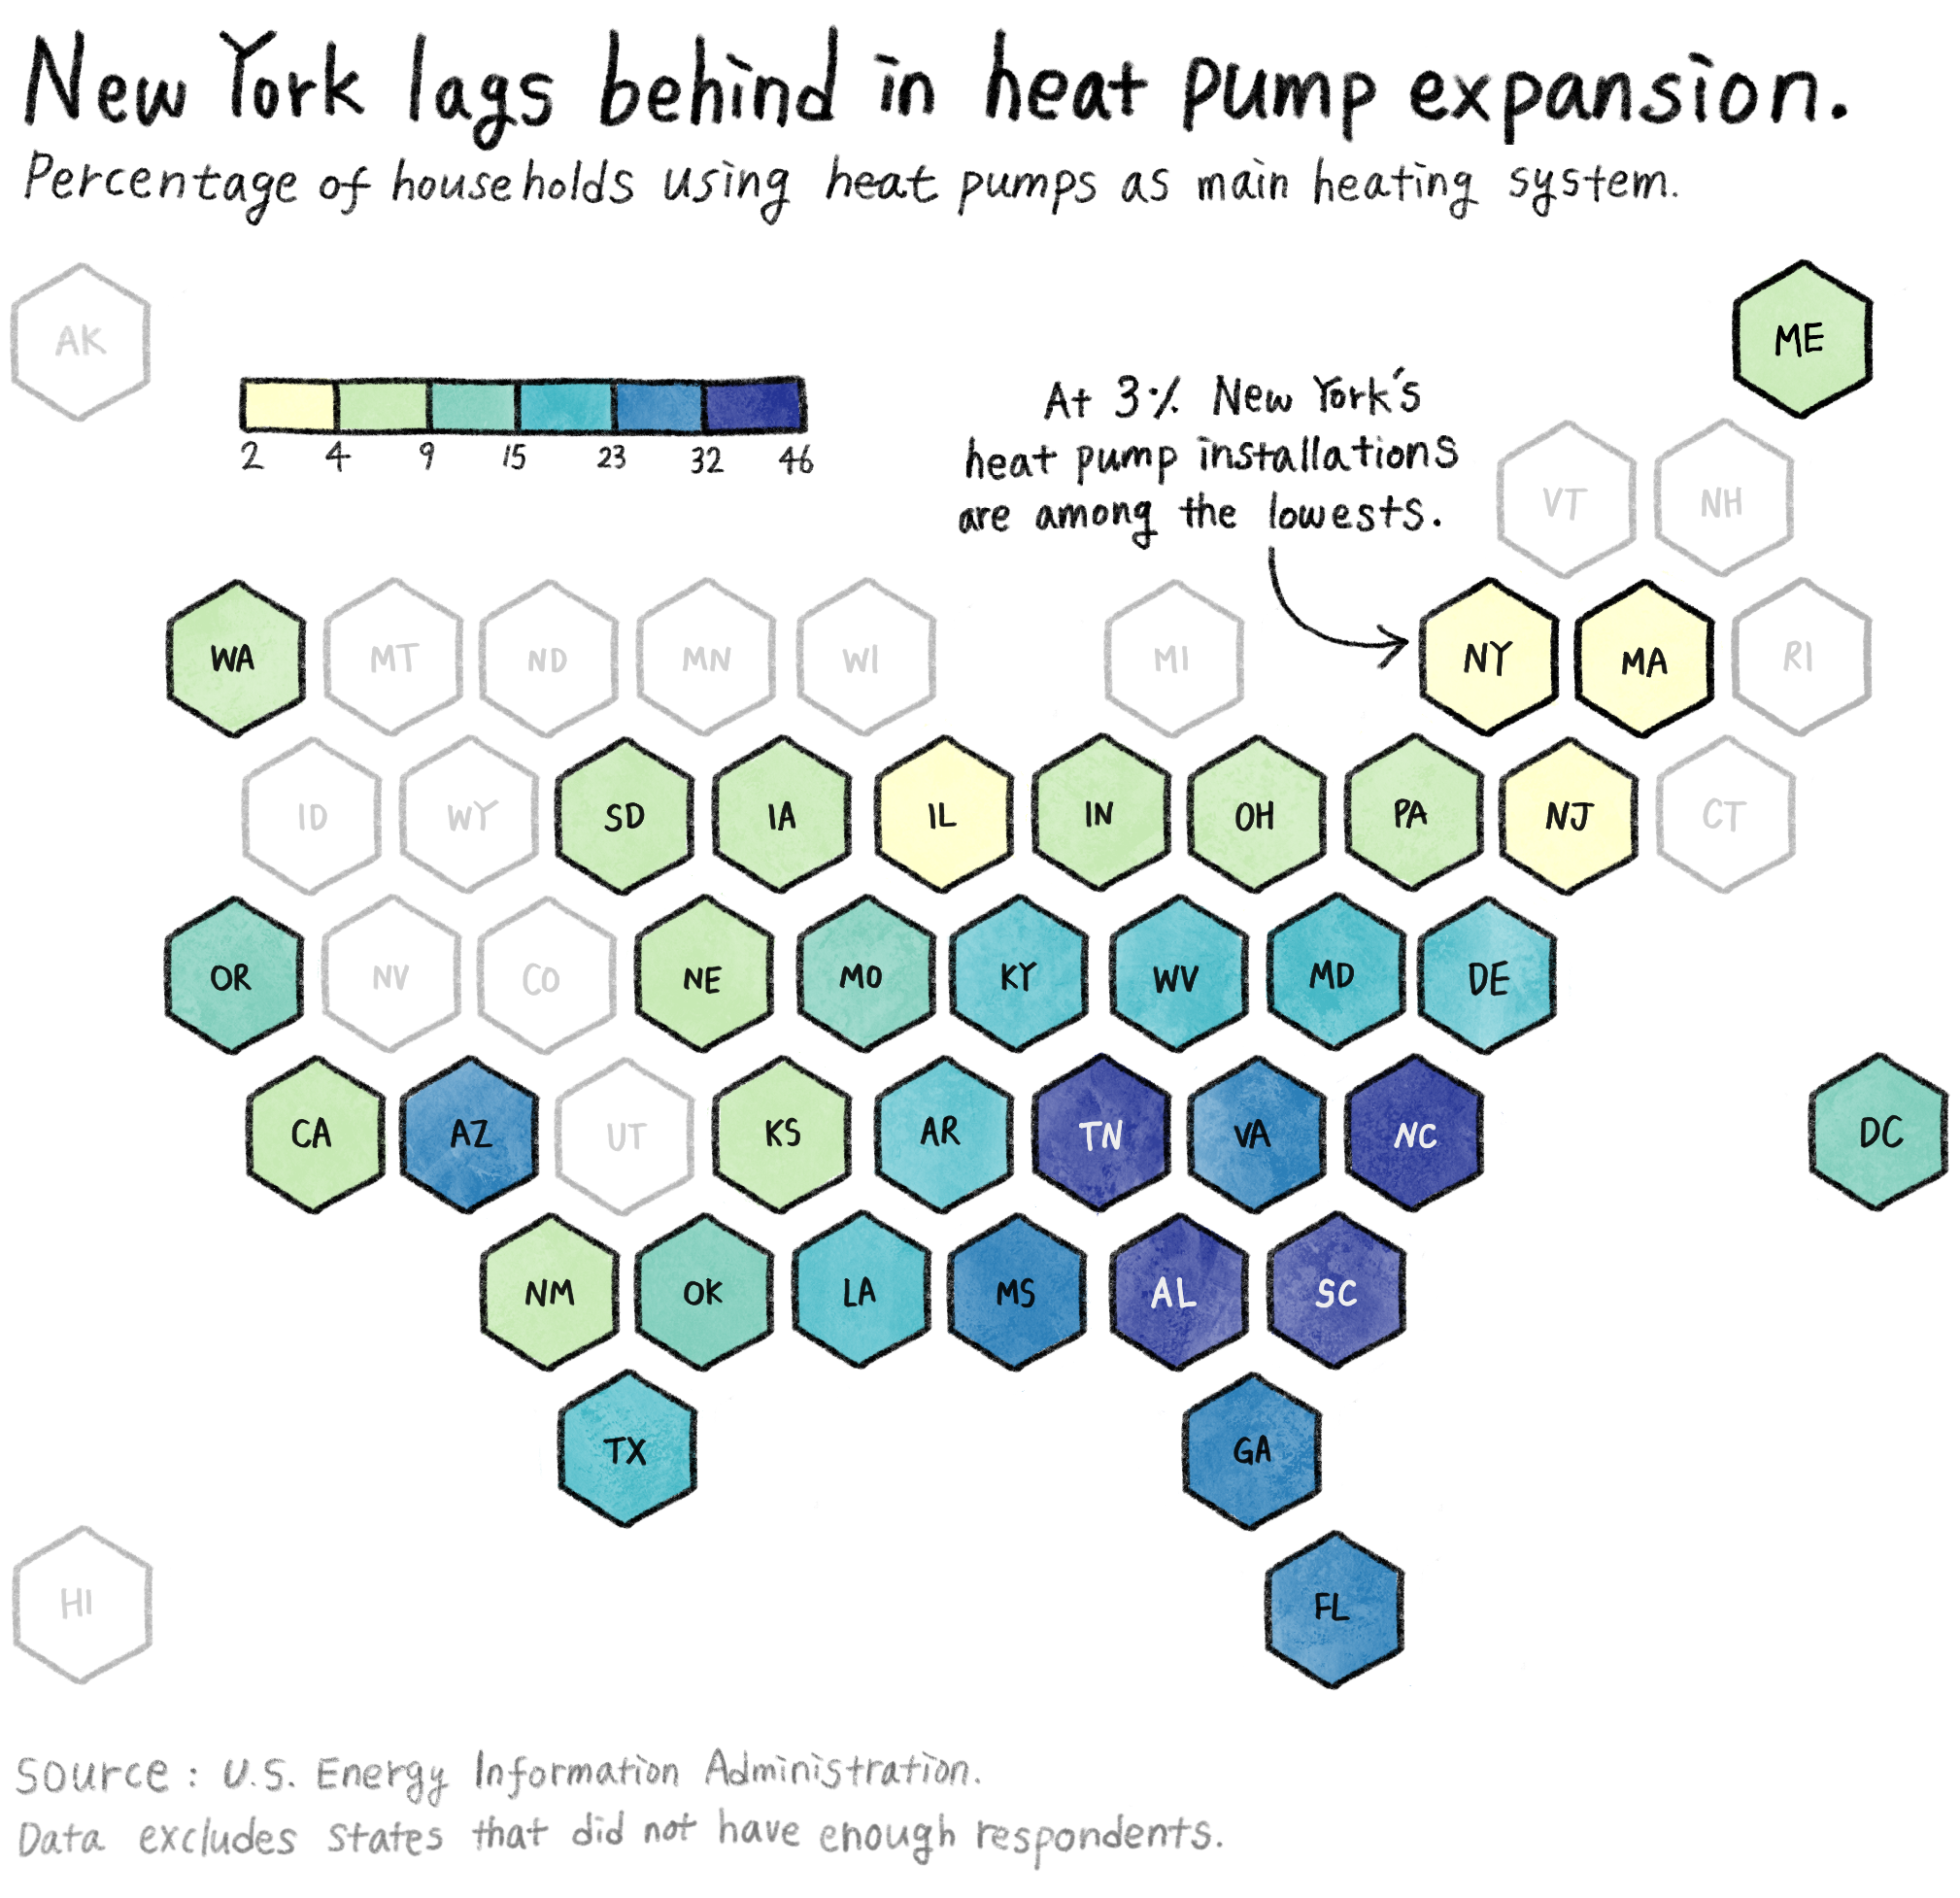 New York lags behind in heat pump expansion.
Percentage of households using heat pumps as main heating system.
AK
ME
2 4 9 15 23 32 46
At 3% New York's
heat pump installations
are among the lowests.
VT NH
WA MT ND MN WI MI NY MA RI
ID WY SD IA IL IN OH PA NJ CT
OR NV CO NE MO KY WV MD DE
CA AZ UT KS AR TN VA NC DC
NM OK LA MS AL SC
TX GA
HI FL
Source: U.S. Energy Information Administration.
Data excludes states that did not have enough respondents.